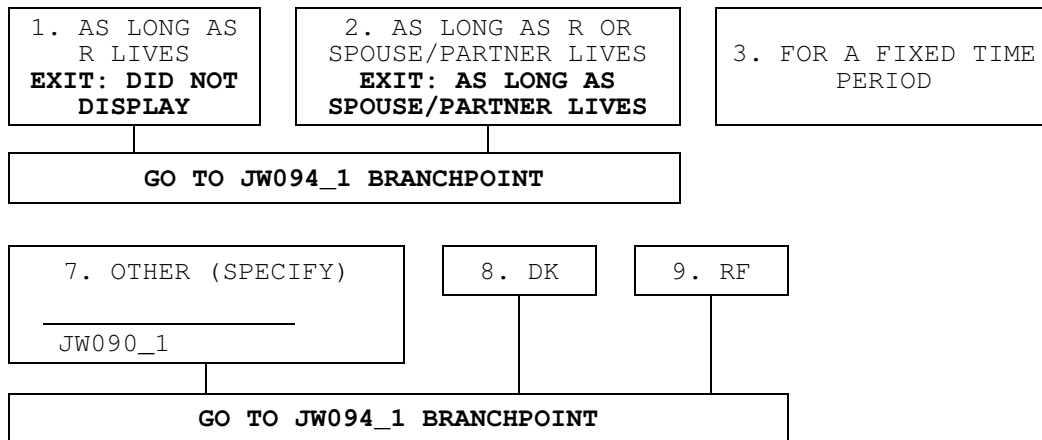 1. AS LONG AS
R LIVES
EXIT: DID NOT
DISPLAY
2. AS LONG AS R OR
SPOUSE/PARTNER LIVES
EXIT: AS LONG AS
SPOUSE/PARTNER LIVES
3. FOR A FIXED TIME
PERIOD
GO TO JW094_1 BRANCHPOINT
7. OTHER (SPECIFY)
JW090_1
8. DK
9. RF
GO TO JW094_1 BRANCHPOINT